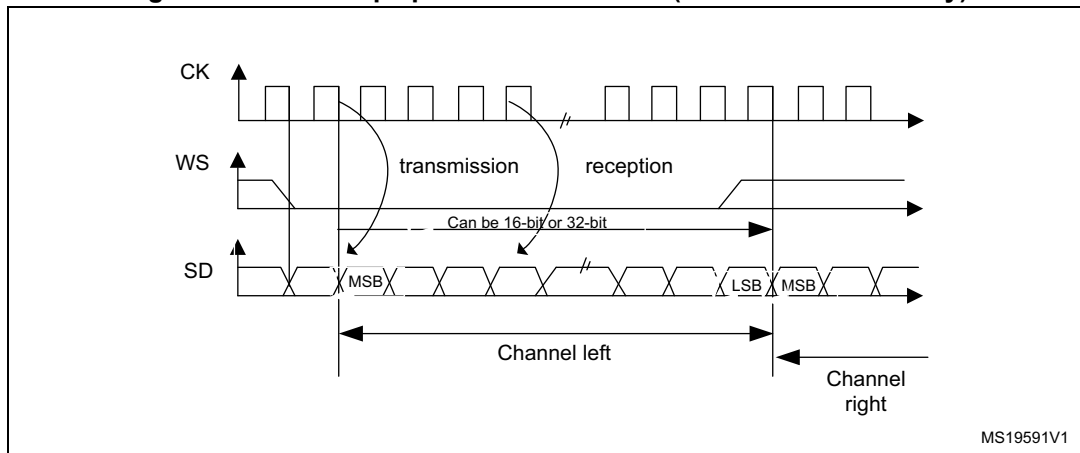 CK
WS
transmission
reception
Can be 16-bit or 32-bit
SD
MSB
LSB
MSB
Channel left
Channel
right
MS19591V1